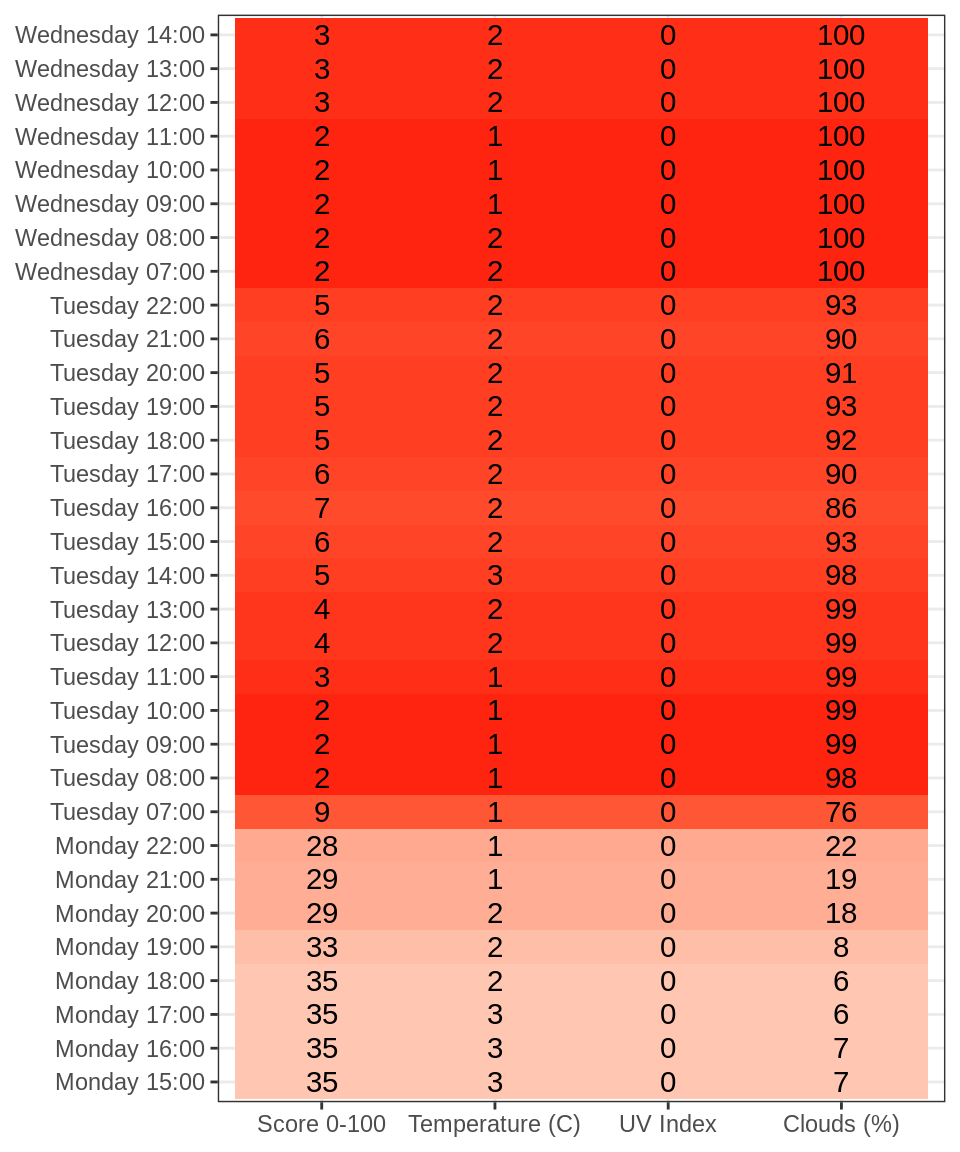 Wednesday 14:00 3 2 0 100
Wednesday 13:00 3 2 0 100
Wednesday 12:00 3 2 0 100
Wednesday 11:00 2 1 0 100
Wednesday 10:00 2 1 0 100
Wednesday 09:00 2 1 0 100
Wednesday 08:00 2 2 0 100
Wednesday 07:00 2 2 0 100
Tuesday 22:00 5 2 0 93
Tuesday 21:00 6 2 0 90
Tuesday 20:00 5 2 0 91
Tuesday 19:00 5 2 0 93
Tuesday 18:00 5 2 0 92
Tuesday 17:00 6 2 0 90
Tuesday 16:00 7 2 0 86
Tuesday 15:00 6 2 0 93
Tuesday 14:00 5 3 0 98
Tuesday 13:00 4 2 0 99
Tuesday 12:00 4 2 0 99
Tuesday 11:00 3 1 0 99
Tuesday 10:00 2 1 0 99
Tuesday 09:00 2 1 0 99
Tuesday 08:00 2 1 0 98
Tuesday 07:00 9 1 0 76
Monday 22:00 28 1 0 22
Monday 21:00 29 1 0 19
Monday 20:00 29 2 0 18
Monday 19:00 33 2 0 8
Monday 18:00 35 2 0 6
Monday 17:00 35 3 0 6
Monday 16:00 35 3 0 7
Monday 15:00 35 3 0 7
Score 0-100 Temperature (C) UV Index Clouds (%)